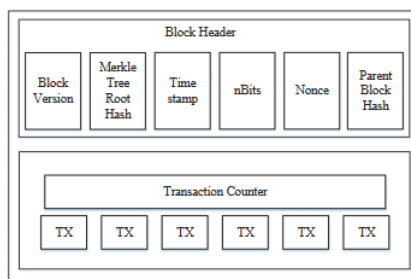 Block Header
Block
Version
Merkle
Tree
Root
Hash
Time
stamp
nBits
Nonce
Parent
Block
Hash
Transaction Counter
TX
TX
TX
TX
TX
TX